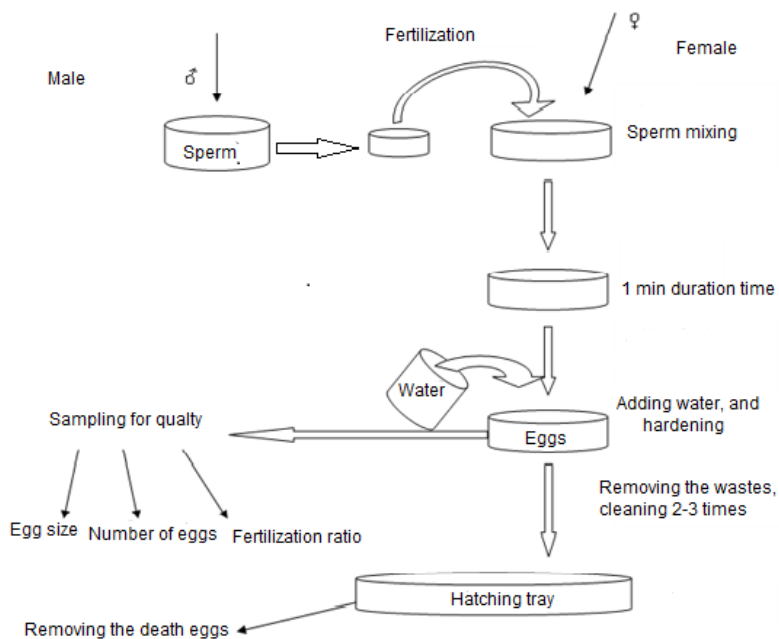 Fertilization
♀
Female
Male
♂
Sperm
Sperm mixing
1 min duration time
Water
Adding water, and
hardening
Eggs
Sampling for qualty
Removing the wastes,
cleaning 2-3 times
Egg size
Number of eggs
Fertilization ratio
Hatching tray
Removing the death eggs